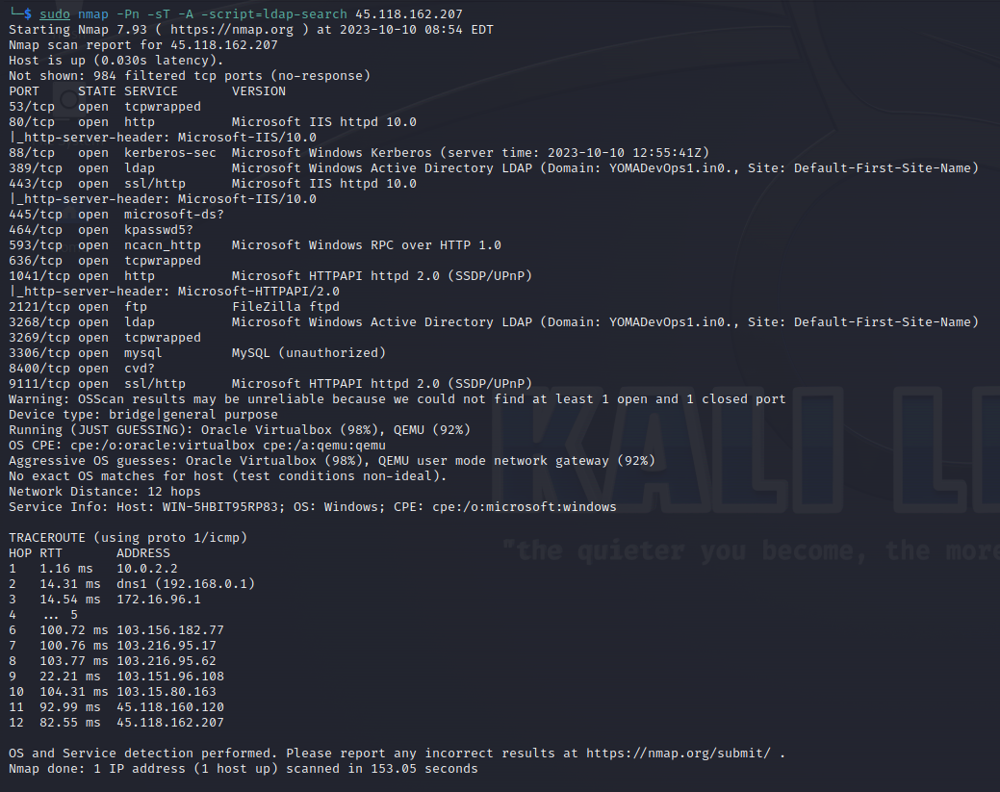 └─$ sudo nmap -Pn -sT -A -script=ldap-search 45.118.162.207
Starting Nmap 7.93 ( https://nmap.org ) at 2023-10-10 08:54 EDT
Nmap scan report for 45.118.162.207
Host is up (0.030s latency).
Not shown: 984 filtered tcp ports (no-response)
PORT     STATE SERVICE       VERSION
53/tcp   open  tcpwrapped
80/tcp   open  http          Microsoft IIS httpd 10.0
|_http-server-header: Microsoft-IIS/10.0
88/tcp   open  kerberos-sec  Microsoft Windows Kerberos (server time: 2023-10-10 12:55:41Z)
389/tcp  open  ldap          Microsoft Windows Active Directory LDAP (Domain: YOMADevOps1.in0., Site: Default-First-Site-Name)
443/tcp  open  ssl/http      Microsoft IIS httpd 10.0
|_http-server-header: Microsoft-IIS/10.0
445/tcp  open  microsoft-ds?
464/tcp  open  kpasswd5?
593/tcp  open  ncacn_http    Microsoft Windows RPC over HTTP 1.0
636/tcp  open  tcpwrapped
1041/tcp open  http          Microsoft HTTPAPI httpd 2.0 (SSDP/UPnP)
|_http-server-header: Microsoft-HTTPAPI/2.0
2121/tcp open  ftp           FileZilla ftpd
3268/tcp open  ldap          Microsoft Windows Active Directory LDAP (Domain: YOMADevOps1.in0., Site: Default-First-Site-Name)
3269/tcp open  tcpwrapped
3306/tcp open  mysql         MySQL (unauthorized)
8400/tcp open  cvd?
9111/tcp open  ssl/http      Microsoft HTTPAPI httpd 2.0 (SSDP/UPnP)
Warning: OSScan results may be unreliable because we could not find at least 1 open and 1 closed port
Device type: bridge|general purpose
Running (JUST GUESSING): Oracle Virtualbox (98%), QEMU (92%)
OS CPE: cpe:/o:oracle:virtualbox cpe:/a:qemu:qemu
Aggressive OS guesses: Oracle Virtualbox (98%), QEMU user mode network gateway (92%)
No exact OS matches for host (test conditions non-ideal).
Network Distance: 12 hops
Service Info: Host: WIN-5HBIT95RP83; OS: Windows; CPE: cpe:/o:microsoft:windows
KALI LI
"the quieter you become, the more
TRACEROUTE (using proto 1/icmp)
HOP RTT       ADDRESS
1   1.16 ms   10.0.2.2
2   14.31 ms  dns1 (192.168.0.1)
3   14.54 ms  172.16.96.1
4   ... 5
6   100.72 ms 103.156.182.77
7   100.76 ms 103.216.95.17
8   103.77 ms 103.216.95.62
9   22.21 ms  103.151.96.108
10  104.31 ms 103.15.80.163
11  92.99 ms  45.118.160.120
12  82.55 ms  45.118.162.207
OS and Service detection performed. Please report any incorrect results at https://nmap.org/submit/ .
Nmap done: 1 IP address (1 host up) scanned in 153.05 seconds